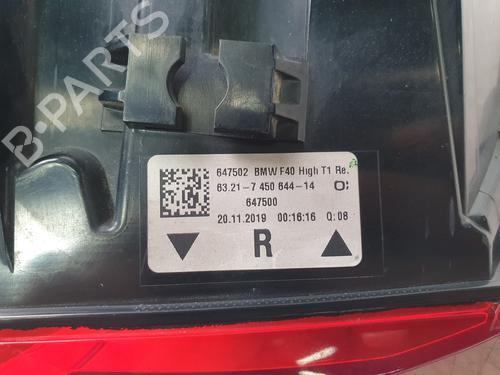 B-PARTS
647502 BMW F40 High T1 Re.
63.21-7 450 644-14
647500
20.11.2019 00:16:16 Q: 08
R